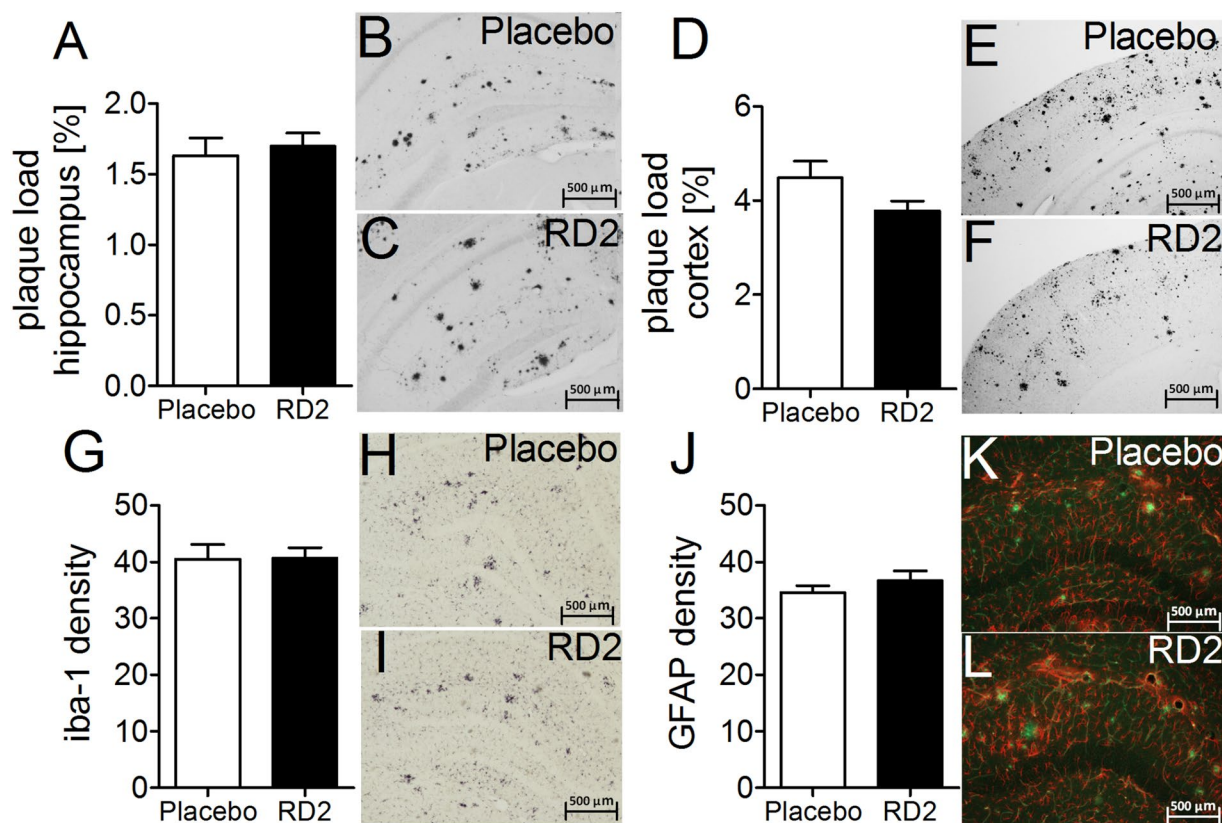 A
plaque load
hippocampus [%]
2.0
1.5
1.0
0.5
0.0
Placebo
RD2
B
Placebo
500 µm
C
RD2
500 µm
D
plaque load
cortex [%]
6
4
2
0
Placebo
RD2
E
Placebo
500 µm
F
RD2
500 µm
G
iba-1 density
50
40
30
20
10
0
Placebo
RD2
H
Placebo
500 µm
I
RD2
500 µm
J
GFAP density
50
40
30
20
10
0
Placebo
RD2
K
Placebo
500 µm
L
RD2
500 µm